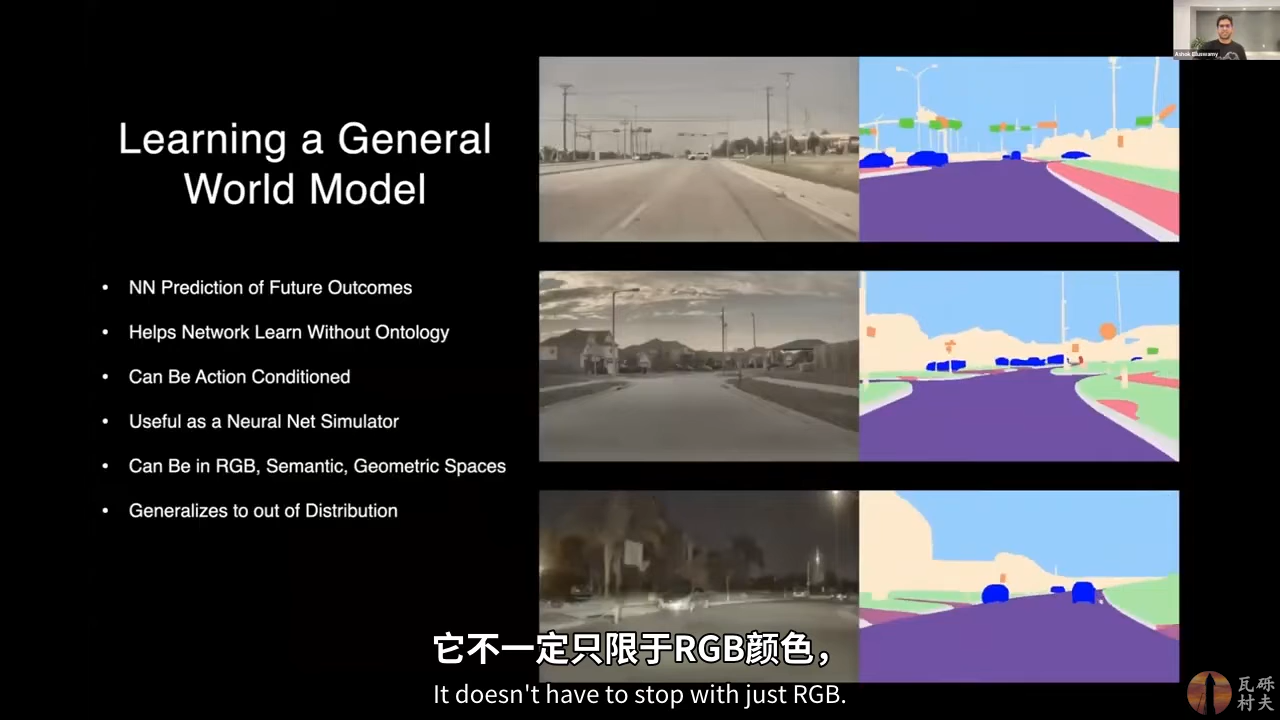 Ashok Elluswamy
Learning a General
World Model
• NN Prediction of Future Outcomes
• Helps Network Learn Without Ontology
• Can Be Action Conditioned
• Useful as a Neural Net Simulator
• Can Be in RGB, Semantic, Geometric Spaces
• Generalizes to out of Distribution
它不一定只限于RGB颜色，
It doesn't have to stop with just RGB.
瓦砾
村夫